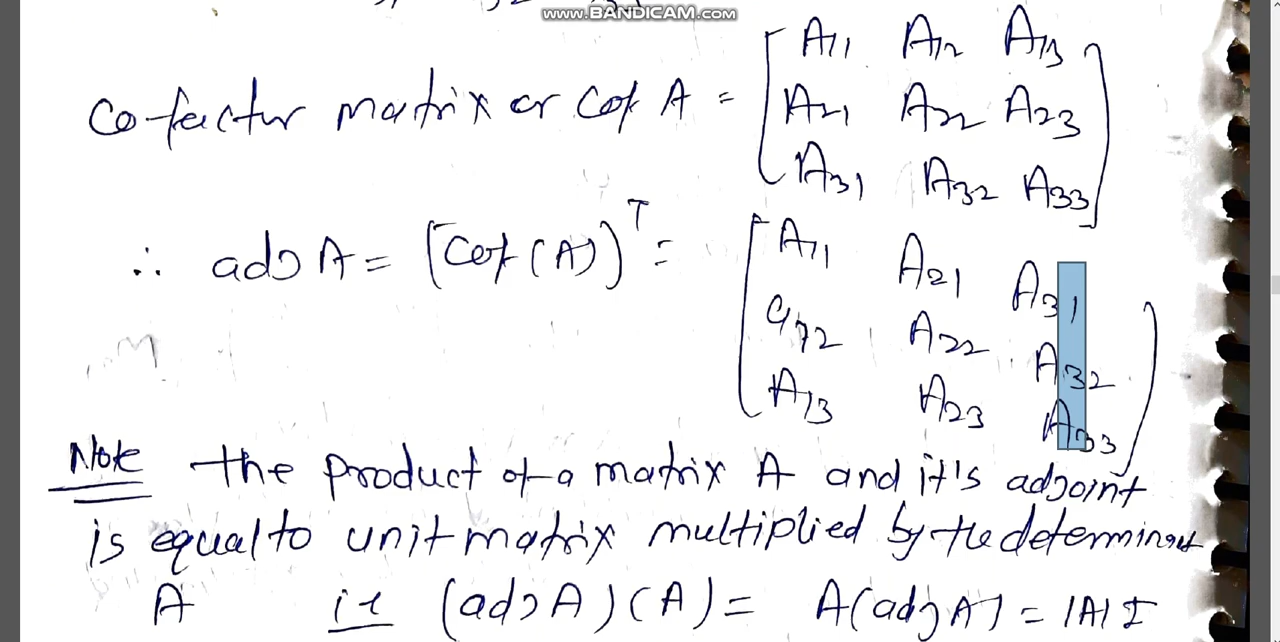 www.BANDICAM.com
A11 A12 A13
Co-factor matrix or Cof A = A21 A22 A23
A31 A32 A33
∴ adj A = [Cof (A)]ᵀ = A11 A21 A31
a12 A22 A32
A13 A23 A33
Note the product of a matrix A and it's adjoint
is equal to unit matrix multiplied by the determinant
A ie (adj A) (A) = A (adj A) = |A| I